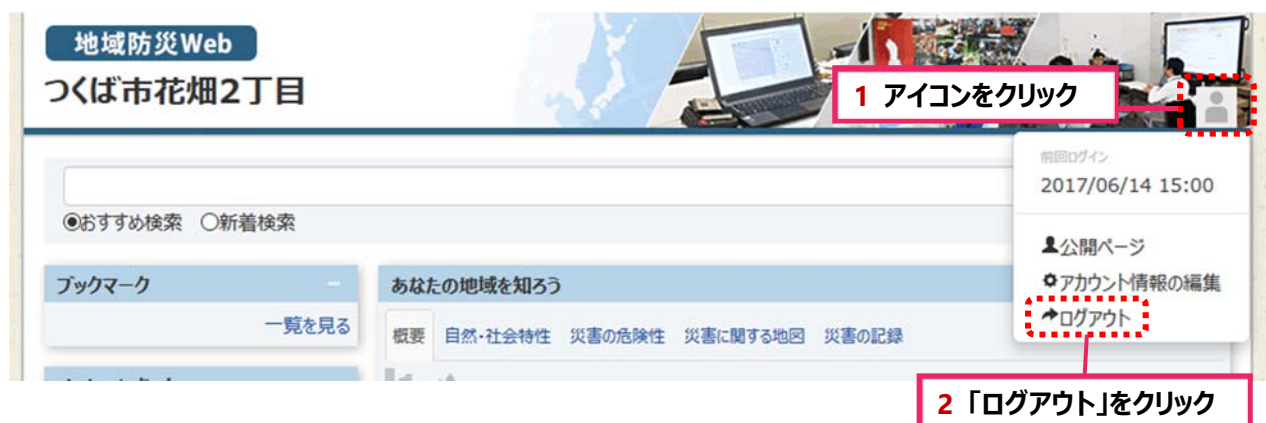 地域防災Web
つくば市花畑2丁目
1 アイコンをクリック
前回ログイン
2017/06/14 15:00
おすすめ検索 新着検索
公開ページ
アカウント情報の編集
ログアウト
ブックマーク
一覧を見る
あなたの地域を知ろう
概要 自然・社会特性 災害の危険性 災害に関する地図 災害の記録
2 「ログアウト」をクリック